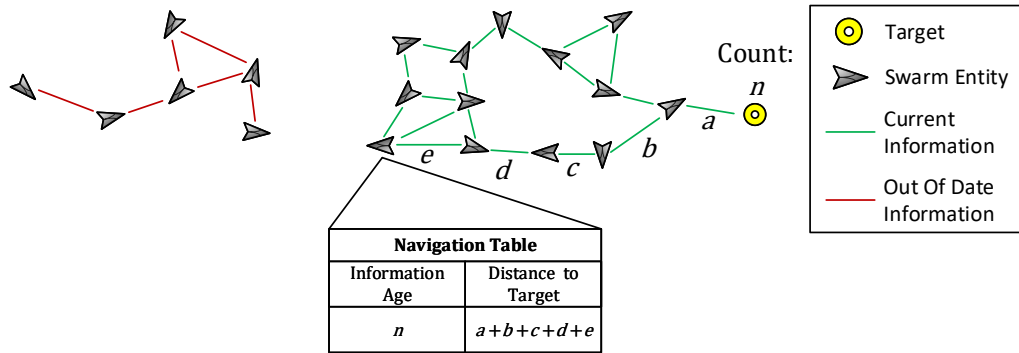 Count:
n
a
b
c
d
e
Target
Swarm Entity
Current
Information
Out Of Date
Information
Navigation Table
Information
Age
Distance to
Target
n
a+b+c+d+e